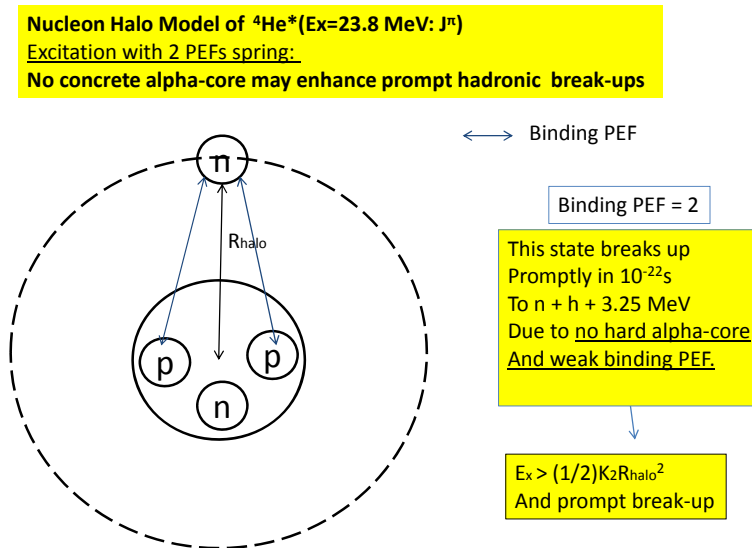 Nucleon Halo Model of ⁴He*(Ex=23.8 MeV: Jᵖⁱ)
Excitation with 2 PEFs spring:
No concrete alpha-core may enhance prompt hadronic break-ups
Binding PEF
n
Rhalo
p
p
n
Binding PEF = 2
This state breaks up
Promptly in 10⁻²²s
To n + h + 3.25 MeV
Due to no hard alpha-core
And weak binding PEF.
Eₓ > (1/2)K₂Rhalo²
And prompt break-up